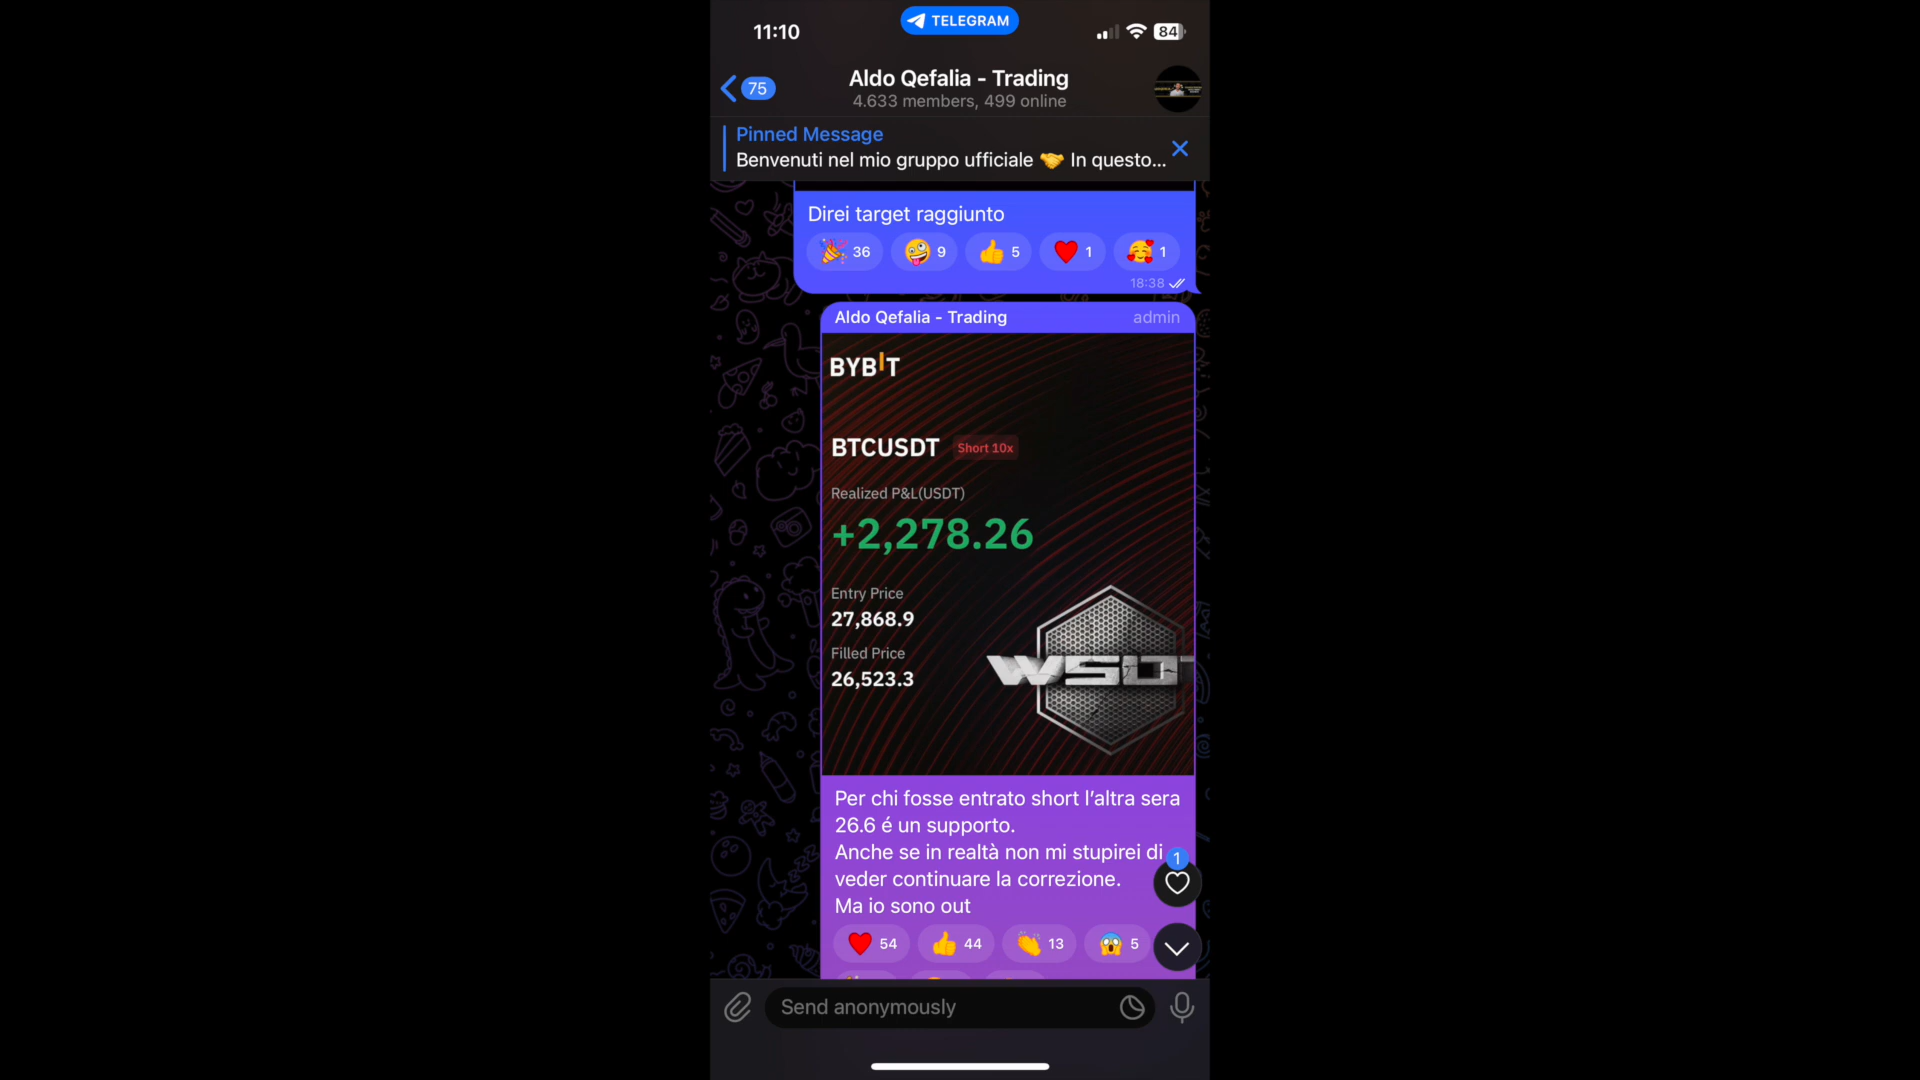 11:10
TELEGRAM
84
75
Aldo Qefalia - Trading
4.633 members, 499 online
Pinned Message
Benvenuti nel mio gruppo ufficiale 🤝 In questo...
Direi target raggiunto
🎉 36 🤪 9 👍 5 ❤️ 1 🥰 1
18:38
Aldo Qefalia - Trading admin
BYBIT
BTCUSDT Short 10x
Realized P&L(USDT)
+2,278.26
Entry Price
27,868.9
Filled Price
26,523.3
WSOT
Per chi fosse entrato short l’altra sera
26.6 é un supporto.
Anche se in realtà non mi stupirei di
veder continuare la correzione.
Ma io sono out
1
❤️ 54 👍 44 👏 13 😱 5
Send anonymously